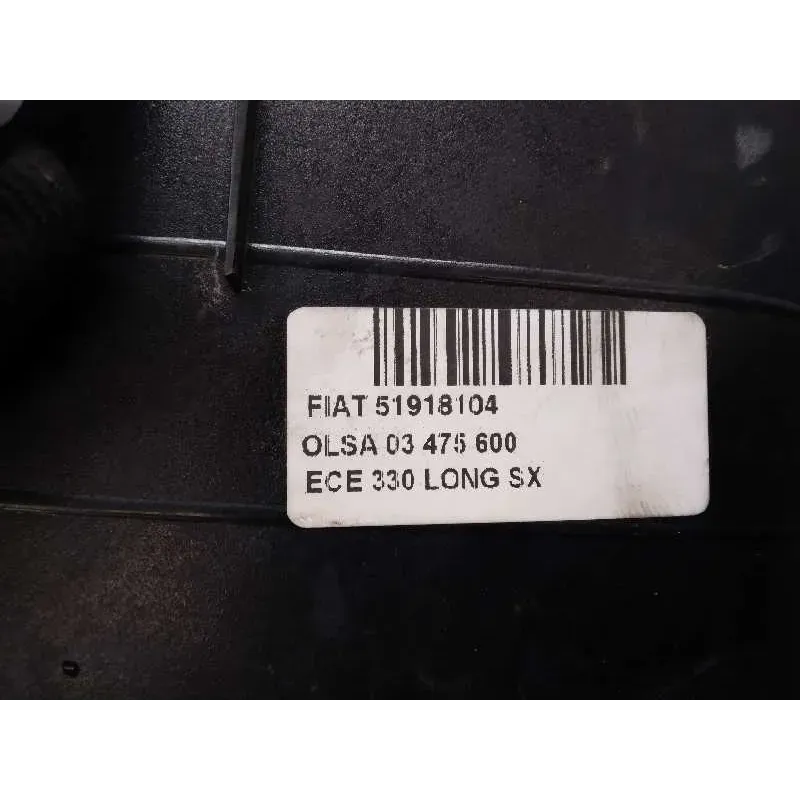 FIAT 51918104
OLSA 03 475 600
ECE 330 LONG SX